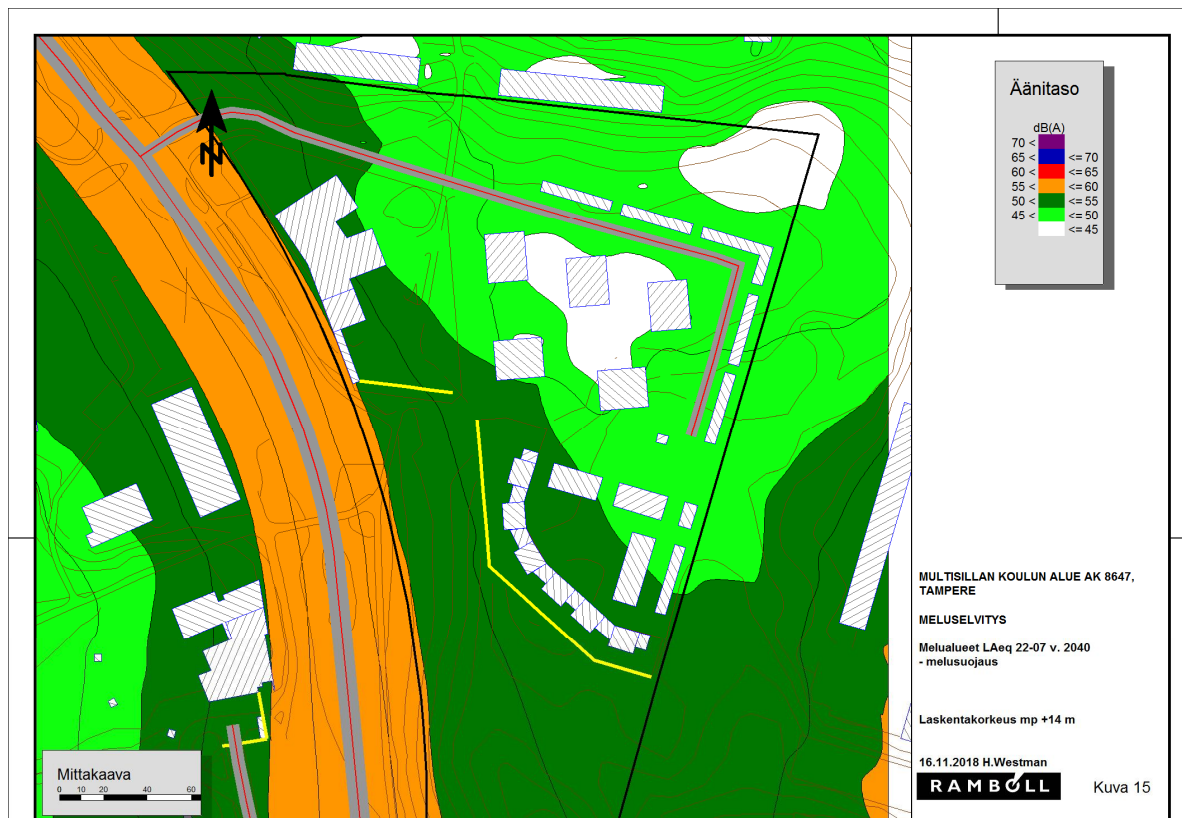 N
Äänitaso
dB(A)
70 <
65 < <= 70
60 < <= 65
55 < <= 60
50 < <= 55
45 < <= 50
<= 45
MULTISILLAN KOULUN ALUE AK 8647,
TAMPERE
MELUSELVITYS
Melualueet LAeq 22-07 v. 2040
- melusuojaus
Laskentakorkeus mp +14 m
16.11.2018 H.Westman
RAMBOLL
Kuva 15
Mittakaava
0 10 20 40 60